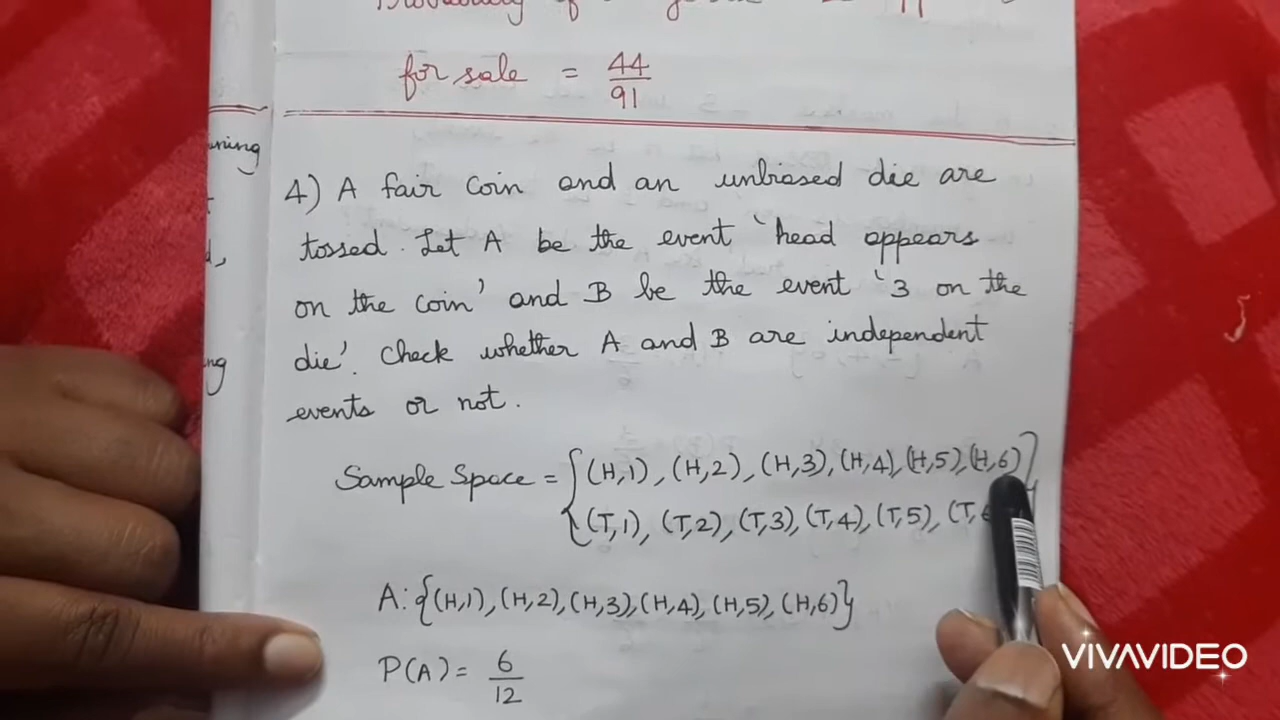 for sale = 44/91
uning
4) A fair coin and an unbiased die are
tossed. Let A be the event 'head appears
on the coin' and B be the event '3 on the
die'. Check whether A and B are independent
events or not.
ng
Sample Space = {(H,1), (H,2), (H,3), (H,4), (H,5), (H,6)}
{(T,1), (T,2), (T,3), (T,4), (T,5), (T,
A: {(H,1), (H,2), (H,3), (H,4), (H,5), (H,6)}
P(A) = 6/12
VIVAVIDEO